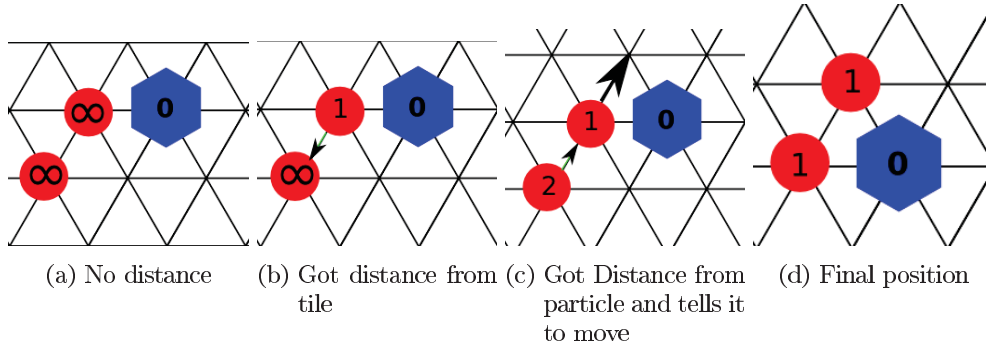 ∞
0
∞
1
0
∞
1
0
2
1
1
0
(a) No distance
(b) Got distance from
tile
(c) Got Distance from
particle and tells it
to move
(d) Final position